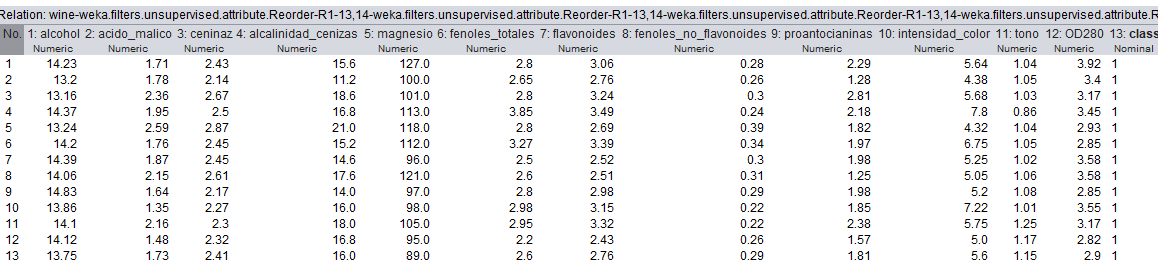 Relation: wine-weka.filters.unsupervised.attribute.Reorder-R1-13,14-weka.filters.unsupervised.attribute.Reorder-R1-13,14-weka.filters.unsupervised.attribute.Reorder-R1-13,14-weka.filters.unsupervised.attribute.R
No. 1: alcohol 2: acido_malico 3: ceninaz 4: alcalinidad_cenizas 5: magnesio 6: fenoles_totales 7: flavonoides 8: fenoles_no_flavonoides 9: proantocianinas 10: intensidad_color 11: tono 12: OD280 13: class
Numeric Numeric Numeric Numeric Numeric Numeric Numeric Numeric Numeric Numeric Numeric Numeric Nominal
1 14.23 1.71 2.43 15.6 127.0 2.8 3.06 0.28 2.29 5.64 1.04 3.92 1
2 13.2 1.78 2.14 11.2 100.0 2.65 2.76 0.26 1.28 4.38 1.05 3.4 1
3 13.16 2.36 2.67 18.6 101.0 2.8 3.24 0.3 2.81 5.68 1.03 3.17 1
4 14.37 1.95 2.5 16.8 113.0 3.85 3.49 0.24 2.18 7.8 0.86 3.45 1
5 13.24 2.59 2.87 21.0 118.0 2.8 2.69 0.39 1.82 4.32 1.04 2.93 1
6 14.2 1.76 2.45 15.2 112.0 3.27 3.39 0.34 1.97 6.75 1.05 2.85 1
7 14.39 1.87 2.45 14.6 96.0 2.5 2.52 0.3 1.98 5.25 1.02 3.58 1
8 14.06 2.15 2.61 17.6 121.0 2.6 2.51 0.31 1.25 5.05 1.06 3.58 1
9 14.83 1.64 2.17 14.0 97.0 2.8 2.98 0.29 1.98 5.2 1.08 2.85 1
10 13.86 1.35 2.27 16.0 98.0 2.98 3.15 0.22 1.85 7.22 1.01 3.55 1
11 14.1 2.16 2.3 18.0 105.0 2.95 3.32 0.22 2.38 5.75 1.25 3.17 1
12 14.12 1.48 2.32 16.8 95.0 2.2 2.43 0.26 1.57 5.0 1.17 2.82 1
13 13.75 1.73 2.41 16.0 89.0 2.6 2.76 0.29 1.81 5.6 1.15 2.9 1